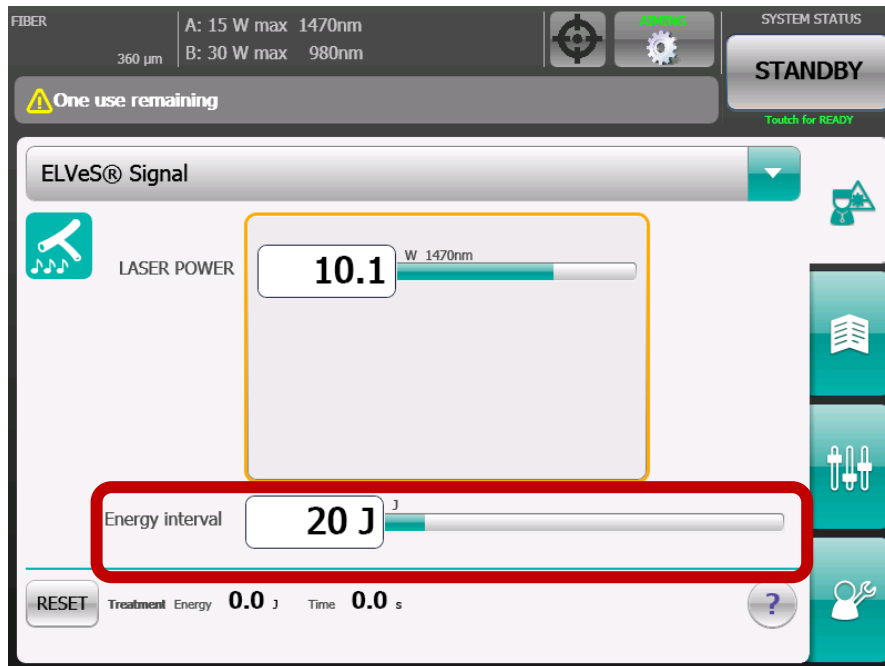 FIBER
360 µm
A: 15 W max 1470nm
B: 30 W max 980nm
AIMING
SYSTEM STATUS
STANDBY
Toutch for READY
One use remaining
ELVeS® Signal
LASER POWER
10.1
W 1470nm
Energy interval
20 J
J
RESET Treatment Energy 0.0 J Time 0.0 s
?